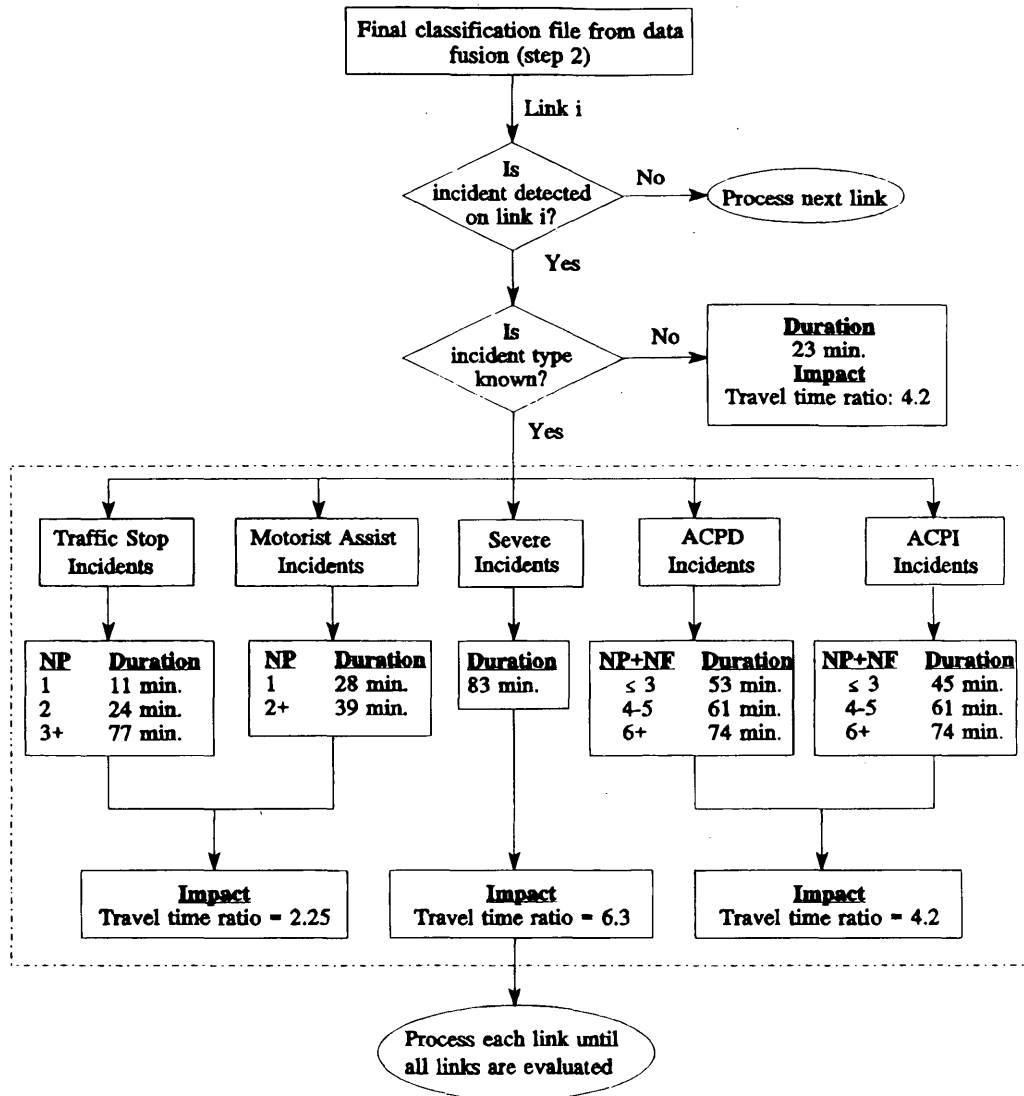 Final classification file from data
fusion (step 2)
Link i
Is
incident detected
on link i?
No
Process next link
Yes
Is
incident type
known?
No
Duration
23 min.
Impact
Travel time ratio: 4.2
Yes
Traffic Stop
Incidents
Motorist Assist
Incidents
Severe
Incidents
ACPD
Incidents
ACPI
Incidents
NP Duration
1 11 min.
2 24 min.
3+ 77 min.
NP Duration
1 28 min.
2+ 39 min.
Duration
83 min.
NP+NF Duration
≤ 3 53 min.
4-5 61 min.
6+ 74 min.
NP+NF Duration
≤ 3 45 min.
4-5 61 min.
6+ 74 min.
Impact
Travel time ratio = 2.25
Impact
Travel time ratio = 6.3
Impact
Travel time ratio = 4.2
Process each link until
all links are evaluated